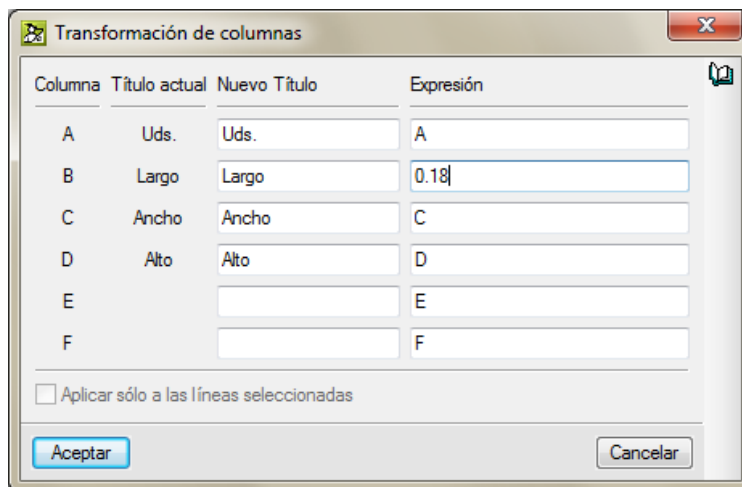 Transformación de columnas
Columna Título actual Nuevo Título Expresión
A Uds. Uds. A
B Largo Largo 0.18
C Ancho Ancho C
D Alto Alto D
E E
F F
Aplicar sólo a las líneas seleccionadas
Aceptar Cancelar